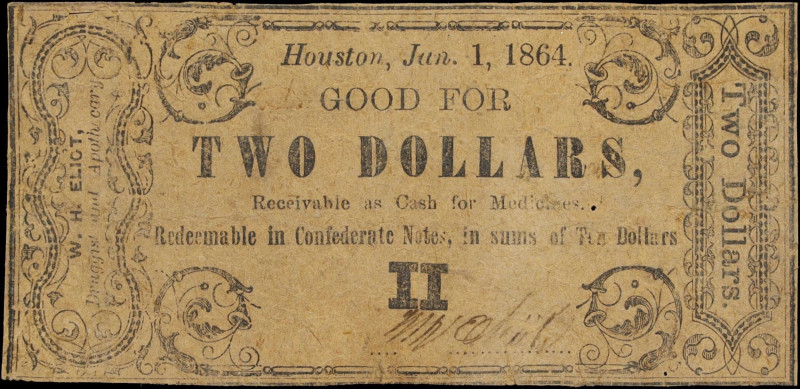 W. H. ELIOT,
Druggist and Apothecary
Houston, Jan. 1, 1864.
GOOD FOR
TWO DOLLARS,
Receivable as Cash for Medicines.
Redeemable in Confederate Notes, in sums of Ten Dollars
II
Two Dollars.